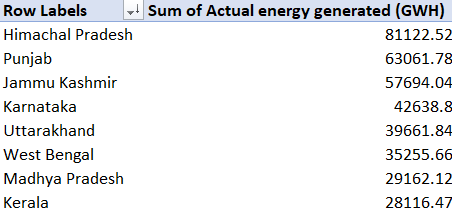 Row Labels Sum of Actual energy generated (GWH)
Himachal Pradesh 81122.52
Punjab 63061.78
Jammu Kashmir 57694.04
Karnataka 42638.8
Uttarakhand 39661.84
West Bengal 35255.66
Madhya Pradesh 29162.12
Kerala 28116.47